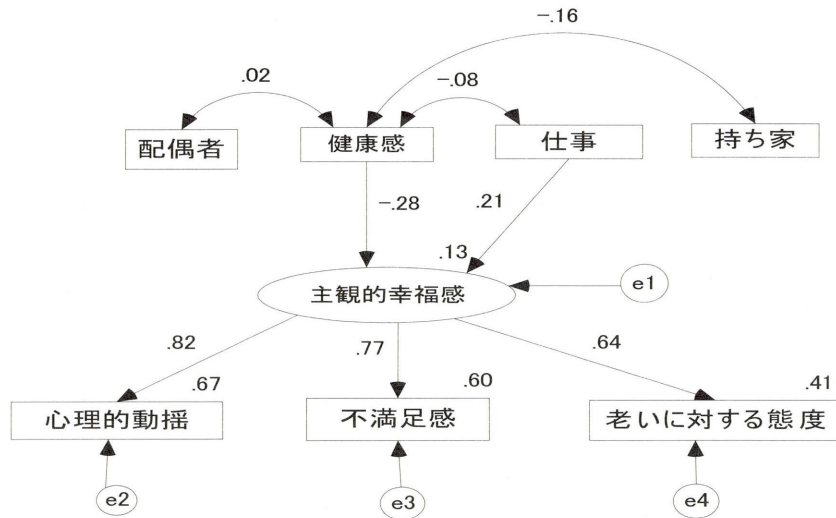 -.16
.02
-.08
配偶者
健康感
仕事
持ち家
-.28
.21
.13
主観的幸福感
e1
.82
.77
.64
.67
.60
.41
心理的動揺
不満足感
老いに対する態度
e2
e3
e4